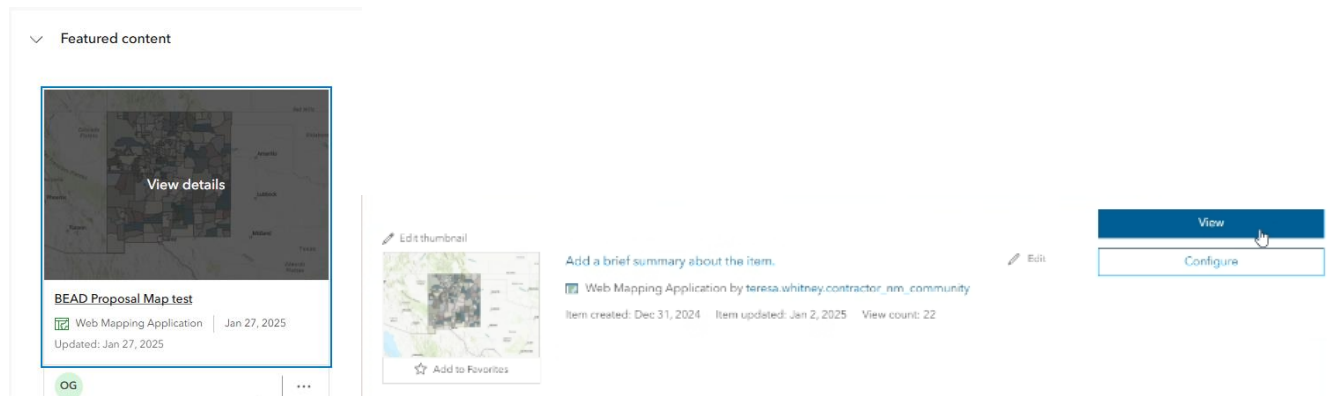 Featured content
View details
BEAD Proposal Map test
Web Mapping Application | Jan 27, 2025
Updated: Jan 27, 2025
OG
...
Edit thumbnail
Add to Favorites
Add a brief summary about the item.
Edit
Web Mapping Application by teresa.whitney.contractor_nm_community
Item created: Dec 31, 2024 Item updated: Jan 2, 2025 View count: 22
View
Configure